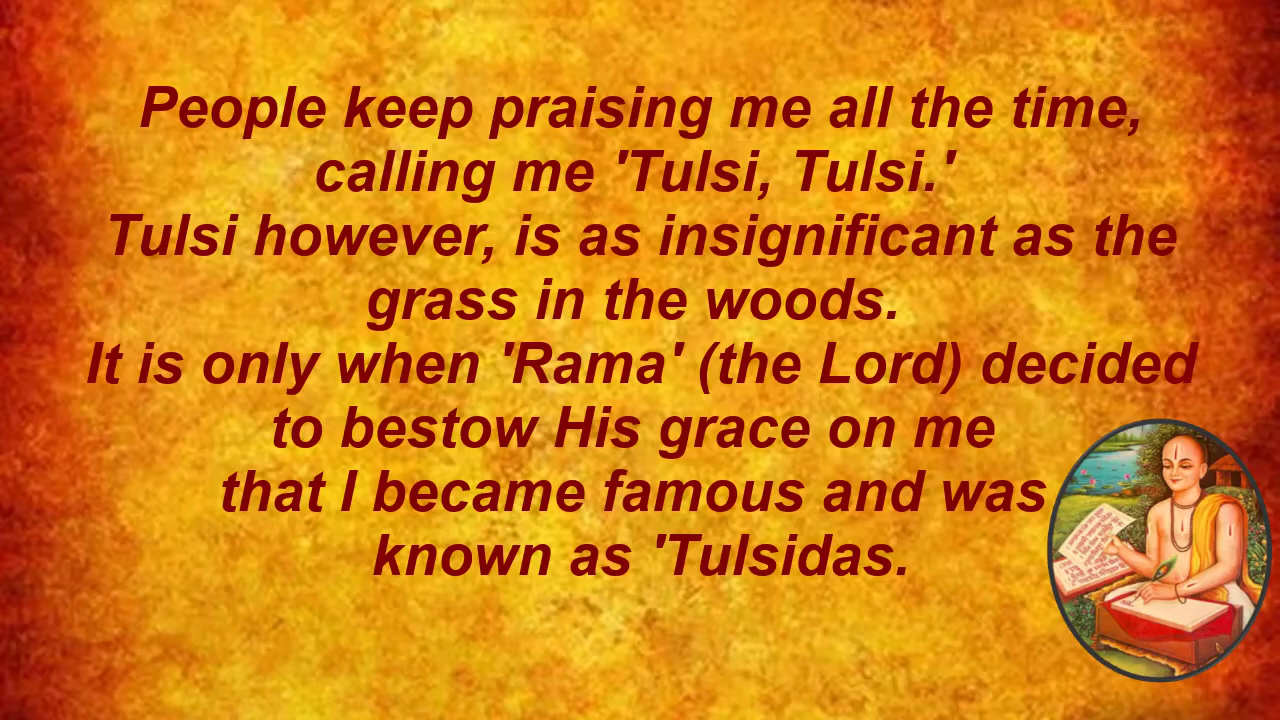 People keep praising me all the time,
calling me 'Tulsi, Tulsi.'
Tulsi however, is as insignificant as the
grass in the woods.
It is only when 'Rama' (the Lord) decided
to bestow His grace on me
that I became famous and was
known as 'Tulsidas.